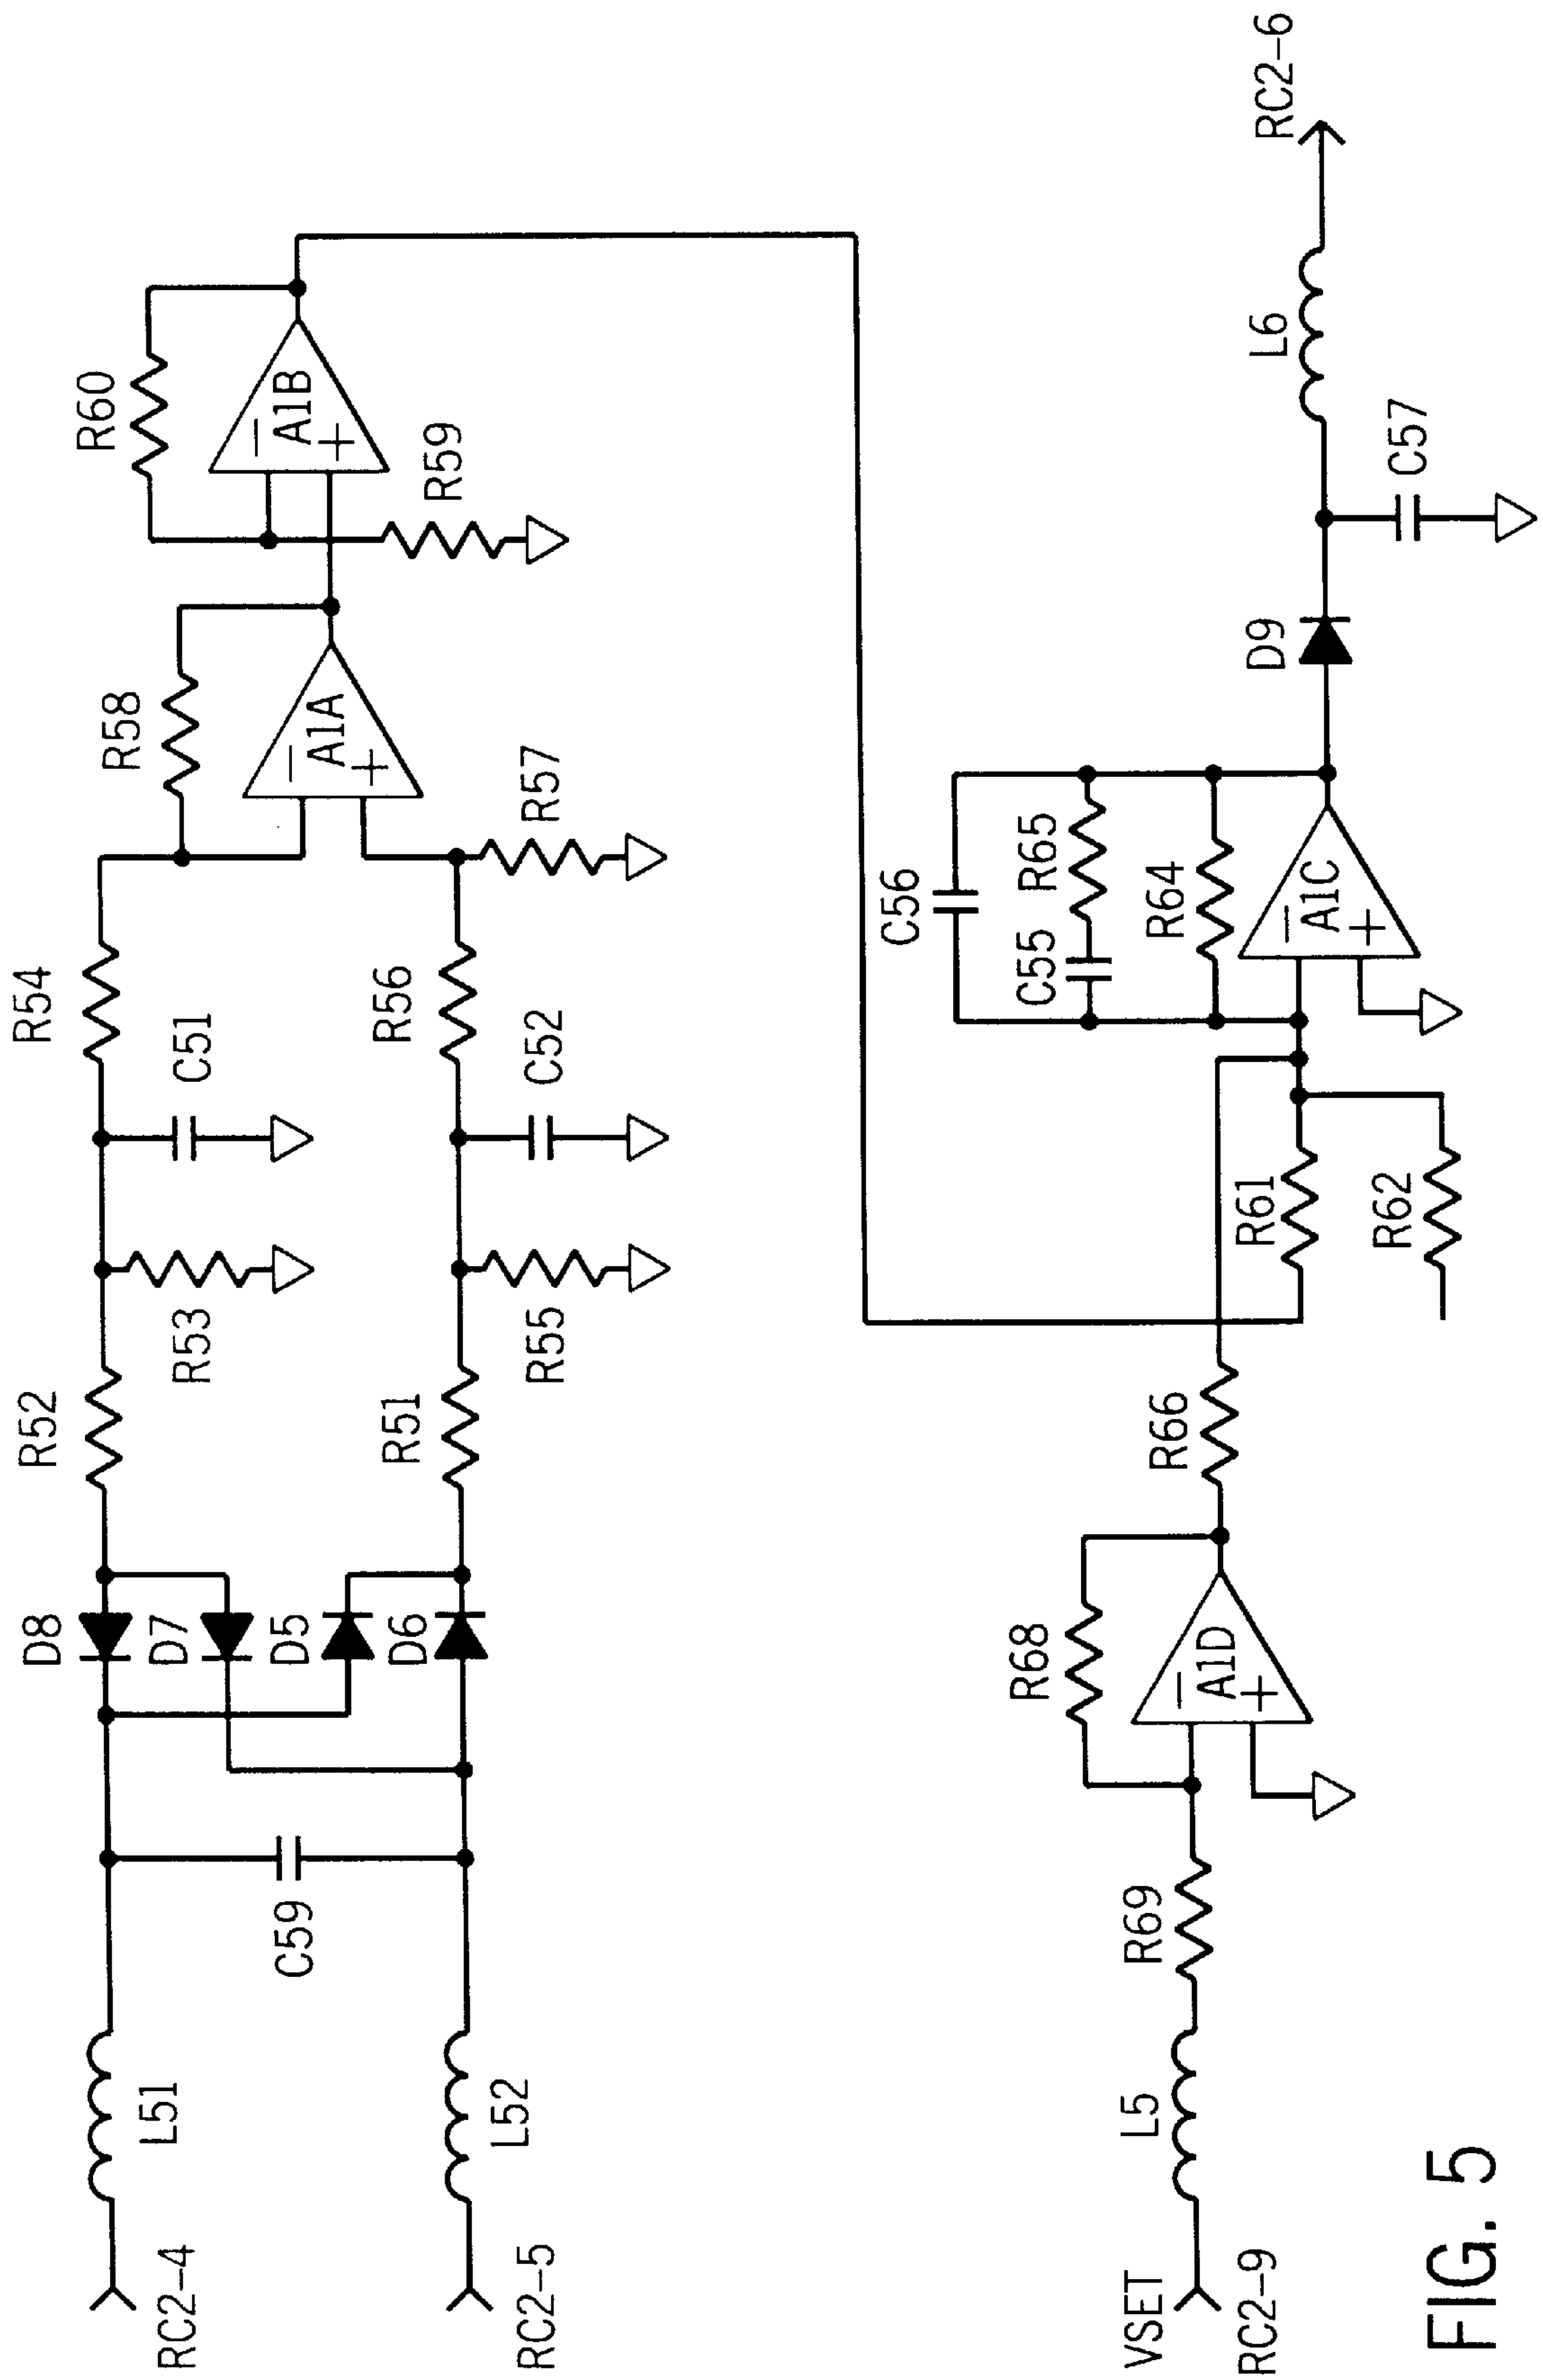 RC2-4
L51
C59
D8
D7
D5
D6
R52
R53
C51
R54
R58
A1A
R60
A1B
R59
RC2-5
L52
R51
R55
C52
R56
R57
VSET
RC2-9
L5
R69
R68
A1D
R66
R61
R62
C56
C55
R65
R64
A1C
D9
C57
L6
RC2-6
FIG. 5